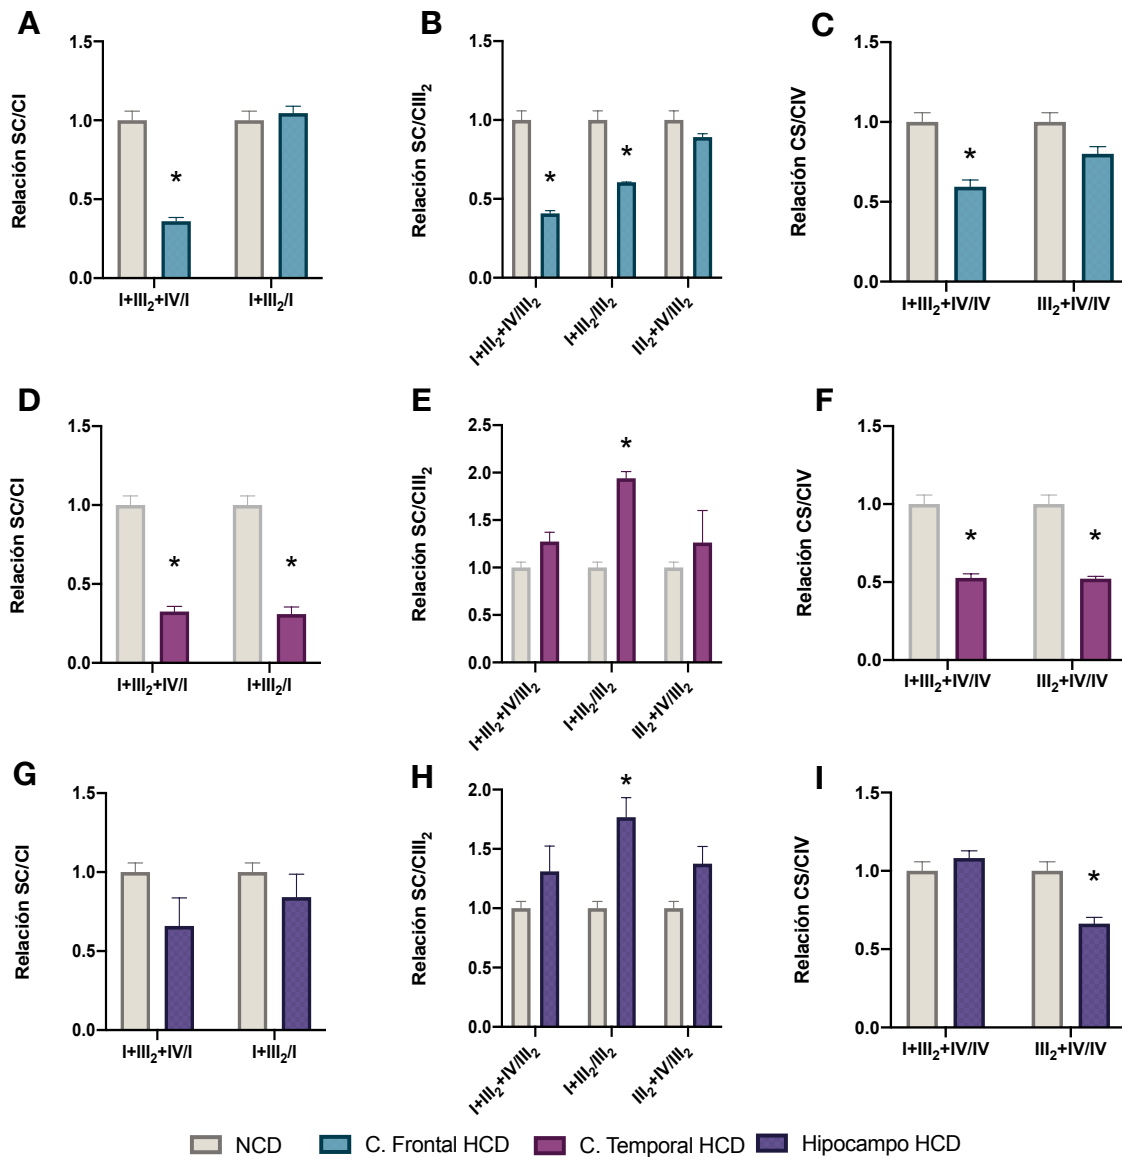 A
Relación SC/CI
1.5
1.0
0.5
0.0
*
I+III₂+IV/I
I+III₂/I
B
Relación SC/CIII₂
1.5
1.0
0.5
0.0
*
*
I+III₂+IV/III₂
I+III₂/III₂
III₂+IV/III₂
C
Relación CS/CIV
1.5
1.0
0.5
0.0
*
I+III₂+IV/IV
III₂+IV/IV
D
Relación SC/CI
1.5
1.0
0.5
0.0
*
*
I+III₂+IV/I
I+III₂/I
E
Relación SC/CIII₂
2.5
2.0
1.5
1.0
0.5
0.0
*
I+III₂+IV/III₂
I+III₂/III₂
III₂+IV/III₂
F
Relación CS/CIV
1.5
1.0
0.5
0.0
*
*
I+III₂+IV/IV
III₂+IV/IV
G
Relación SC/CI
1.5
1.0
0.5
0.0
I+III₂+IV/I
I+III₂/I
H
Relación SC/CIII₂
2.0
1.5
1.0
0.5
0.0
*
I+III₂+IV/III₂
I+III₂/III₂
III₂+IV/III₂
I
Relación CS/CIV
1.5
1.0
0.5
0.0
*
I+III₂+IV/IV
III₂+IV/IV
NCD C. Frontal HCD C. Temporal HCD Hipocampo HCD